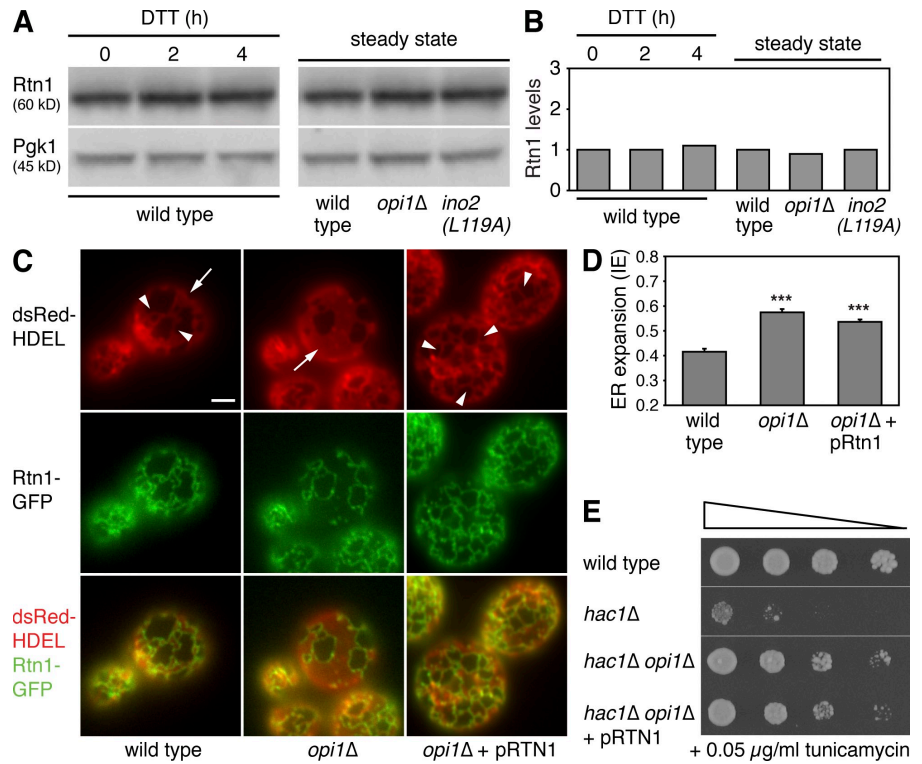 A
DTT (h)
0 2 4
steady state
Rtn1
(60 kD)
Pgk1
(45 kD)
wild type
wild
type
opi1Δ
ino2
(L119A)
B
DTT (h)
0 2 4
steady state
Rtn1 levels
3
2
1
0
wild type
wild
type
opi1Δ
ino2
(L119A)
C
dsRed-
HDEL
Rtn1-
GFP
dsRed-
HDEL
Rtn1-
GFP
wild type
opi1Δ
opi1Δ + pRTN1
D
ER expansion (IE)
0.8
0.7
0.6
0.5
0.4
0.3
0.2
***
***
wild
type
opi1Δ
opi1Δ +
pRtn1
E
wild type
hac1Δ
hac1Δ opi1Δ
hac1Δ opi1Δ
+ pRTN1
+ 0.05 µg/ml tunicamycin